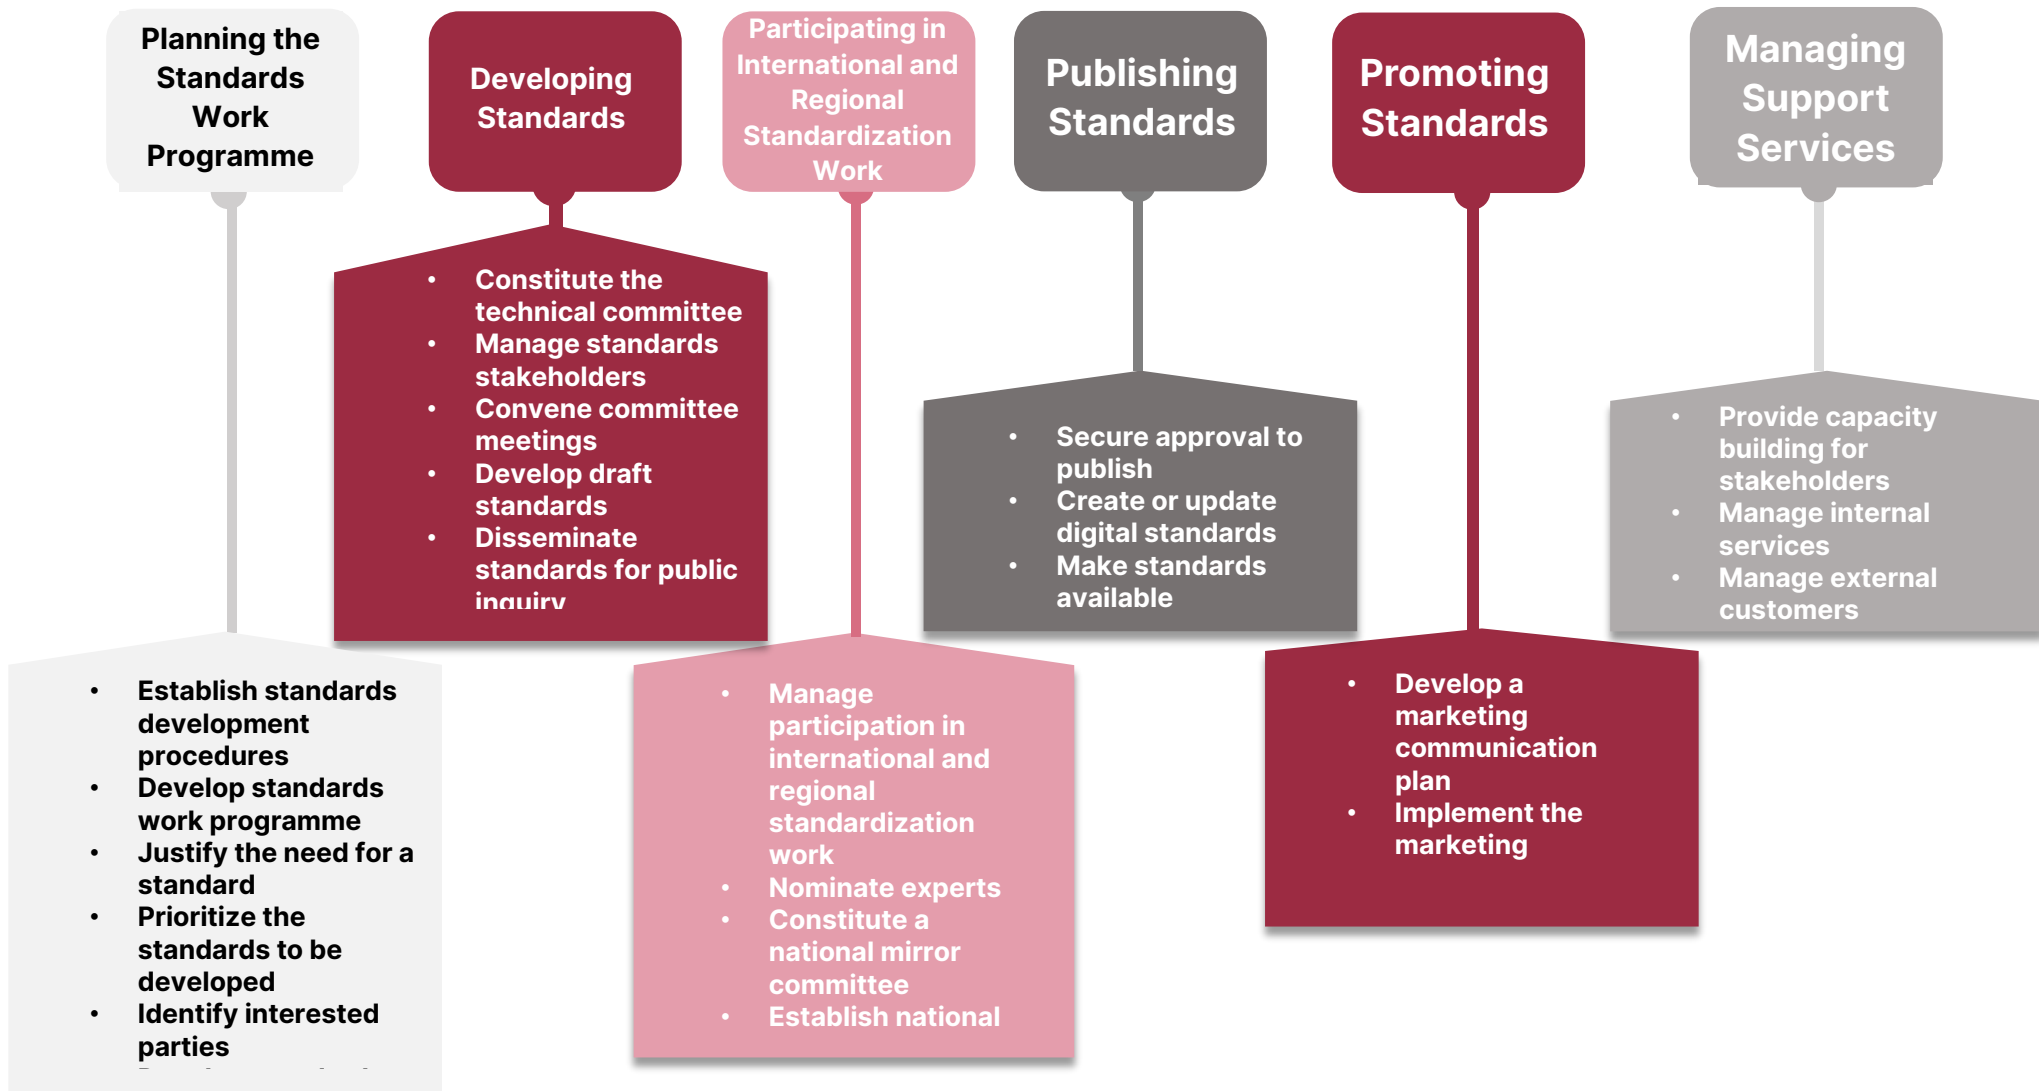 Planning the
Standards
Work
Programme
Developing
Standards
Participating in
International and
Regional
Standardization
Work
Publishing
Standards
Promoting
Standards
Managing
Support
Services
• Establish standards
development
procedures
• Develop standards
work programme
• Justify the need for a
standard
• Prioritize the
standards to be
developed
• Identify interested
parties
• Constitute the
technical committee
• Manage standards
stakeholders
• Convene committee
meetings
• Develop draft
standards
• Disseminate
standards for public
inquiry
• Manage
participation in
international and
regional
standardization
work
• Nominate experts
• Constitute a
national mirror
committee
• Establish national
• Secure approval to
publish
• Create or update
digital standards
• Make standards
available
• Develop a
marketing
communication
plan
• Implement the
marketing
• Provide capacity
building for
stakeholders
• Manage internal
services
• Manage external
customers